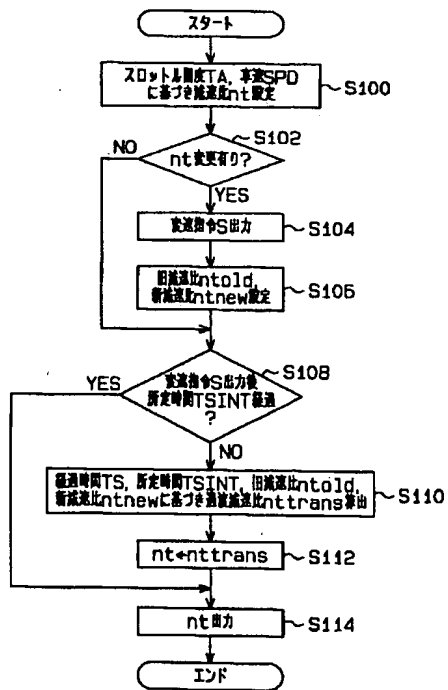 スタート
スロットル開度TA, 車速SPD
に基づき減速比nt設定
S100
S102
NO
nt変更有り?
YES
変速指令S出力
S104
旧減速比ntold,
新減速比ntnew設定
S106
S108
YES
変速指令S出力後
所定時間TSINT経過
?
NO
経過時間TS, 所定時間TSINT, 旧減速比ntold,
新減速比ntnewに基づき過渡減速比nttrans算出
S110
nt←nttrans
S112
nt出力
S114
エンド